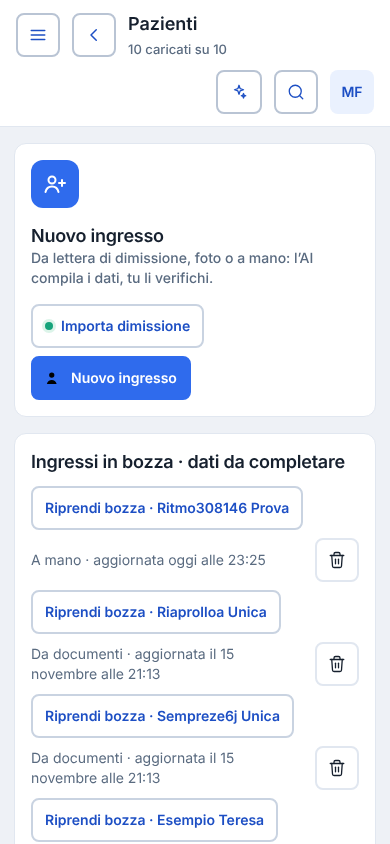 Pazienti
10 caricati su 10
MF
Nuovo ingresso
Da lettera di dimissione, foto o a mano: l'AI
compila i dati, tu li verifichi.
Importa dimissione
Nuovo ingresso
Ingressi in bozza · dati da completare
Riprendi bozza · Ritmo308146 Prova
A mano · aggiornata oggi alle 23:25
Riprendi bozza · Riaprolloa Unica
Da documenti · aggiornata il 15
novembre alle 21:13
Riprendi bozza · Sempreze6j Unica
Da documenti · aggiornata il 15
novembre alle 21:13
Riprendi bozza · Esempio Teresa